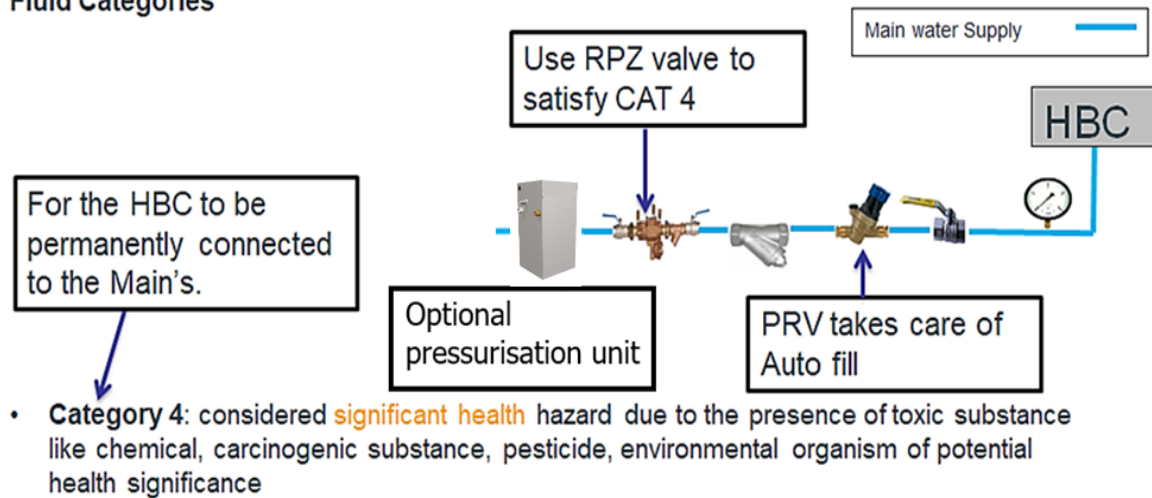 Fluid Categories
Main water Supply
Use RPZ valve to
satisfy CAT 4
HBC
For the HBC to be
permanently connected
to the Main's.
Optional
pressurisation unit
PRV takes care of
Auto fill
• Category 4: considered significant health hazard due to the presence of toxic substance
like chemical, carcinogenic substance, pesticide, environmental organism of potential
health significance